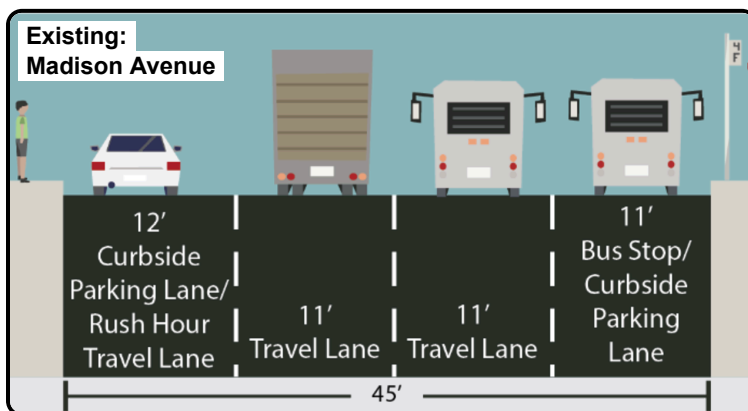 Existing:
Madison Avenue
4
F
12'
Curbside
Parking Lane/
Rush Hour
Travel Lane
11'
Travel Lane
11'
Travel Lane
11'
Bus Stop/
Curbside
Parking
Lane
45'